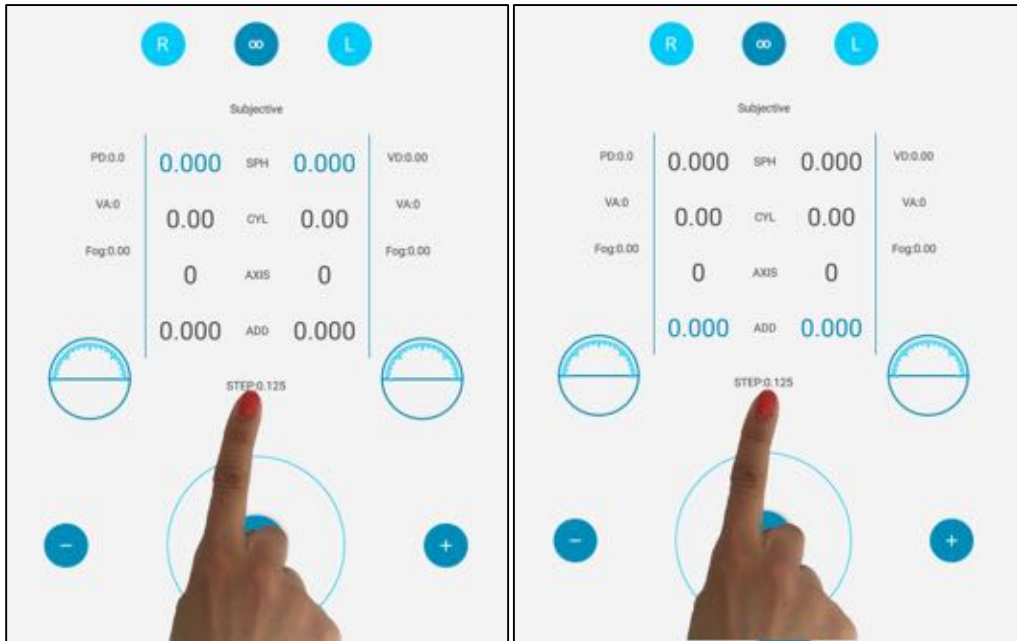 R ∞ L
Subjective
PD:0.0 0.000 SPH 0.000 VD:0.00
VA:0 0.00 CYL 0.00 VA:0
Fog:0.00 0 AXIS 0 Fog:0.00
0.000 ADD 0.000
STEP:0.125
- +
R ∞ L
Subjective
PD:0.0 0.000 SPH 0.000 VD:0.00
VA:0 0.00 CYL 0.00 VA:0
Fog:0.00 0 AXIS 0 Fog:0.00
0.000 ADD 0.000
STEP:0.125
- +